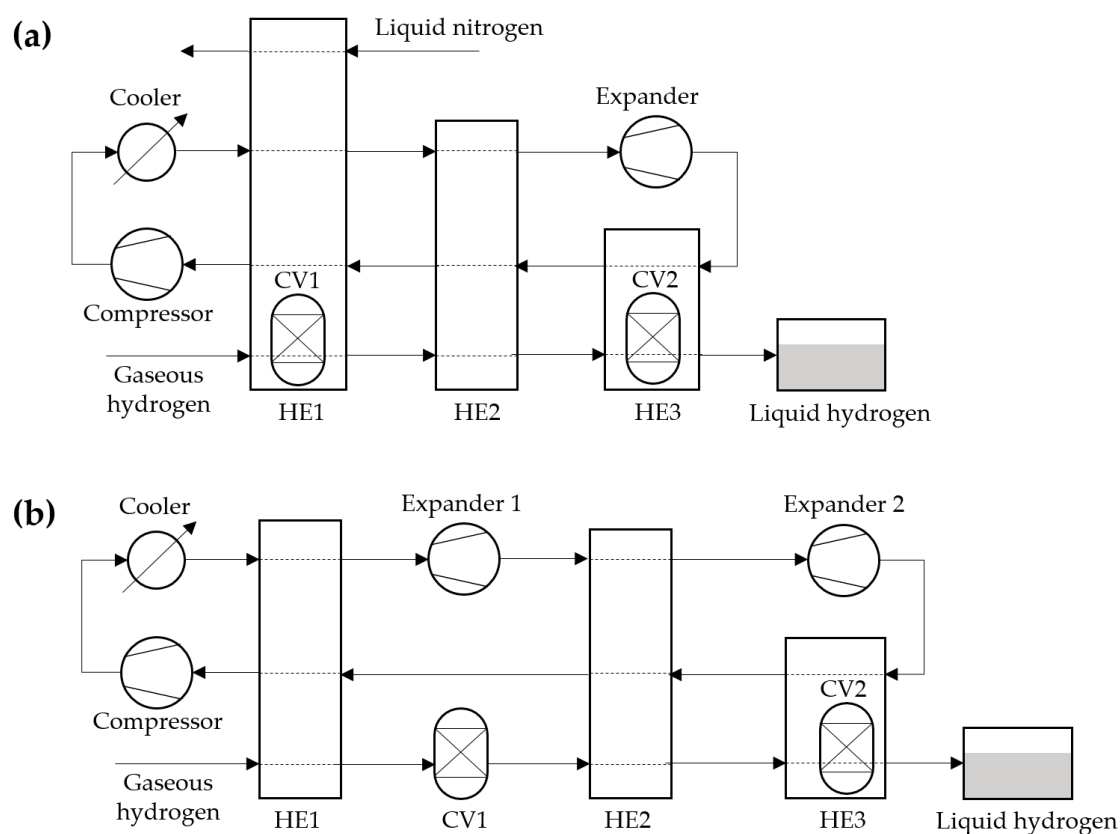 (a)
Liquid nitrogen
Cooler
Expander
Compressor
CV1
CV2
Gaseous
hydrogen
HE1
HE2
HE3
Liquid hydrogen
(b)
Cooler
Expander 1
Expander 2
Compressor
CV2
Gaseous
hydrogen
HE1
CV1
HE2
HE3
Liquid hydrogen